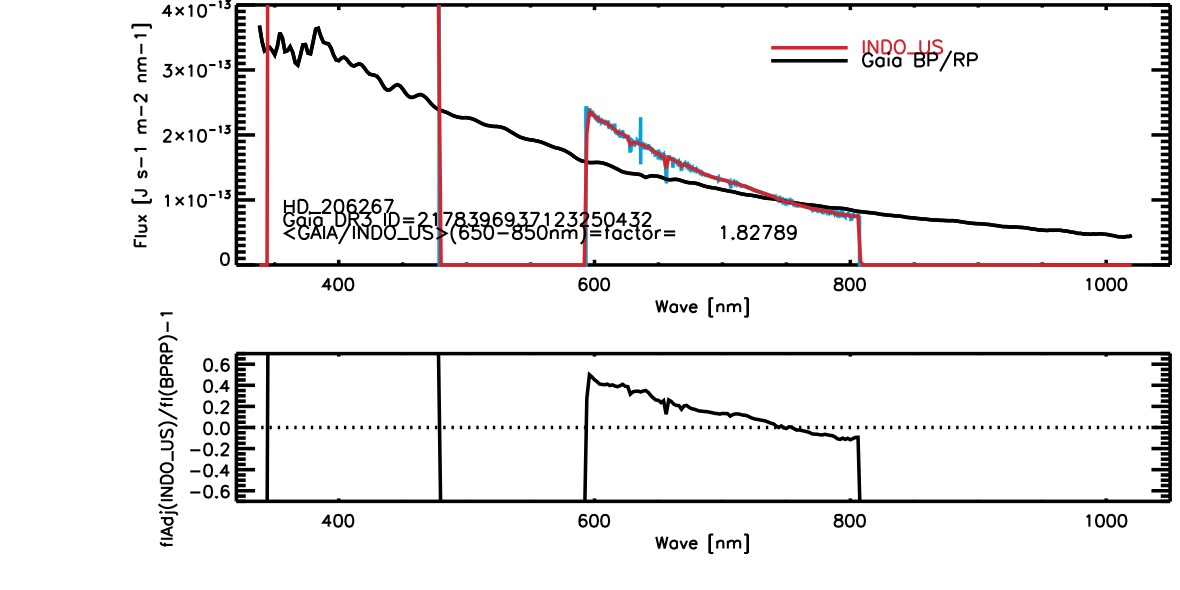 4×10-13
3×10-13
2×10-13
1×10-13
0
Flux [J s-1 m-2 nm-1]
INDO_US
Gaia BP/RP
HD_206267
Gaia DR3 ID=2178396937123250432
<GAIA/INDO_US>(650-850nm)=factor= 1.82789
400 600 800 1000
Wave [nm]
flAdj(INDO_US)/fl(BPRP)-1
0.6
0.4
0.2
0.0
-0.2
-0.4
-0.6
400 600 800 1000
Wave [nm]